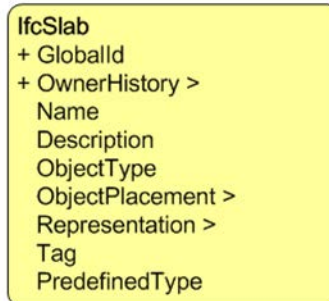 IfcSlab
+ GlobalId
+ OwnerHistory >
Name
Description
ObjectType
ObjectPlacement >
Representation >
Tag
PredefinedType